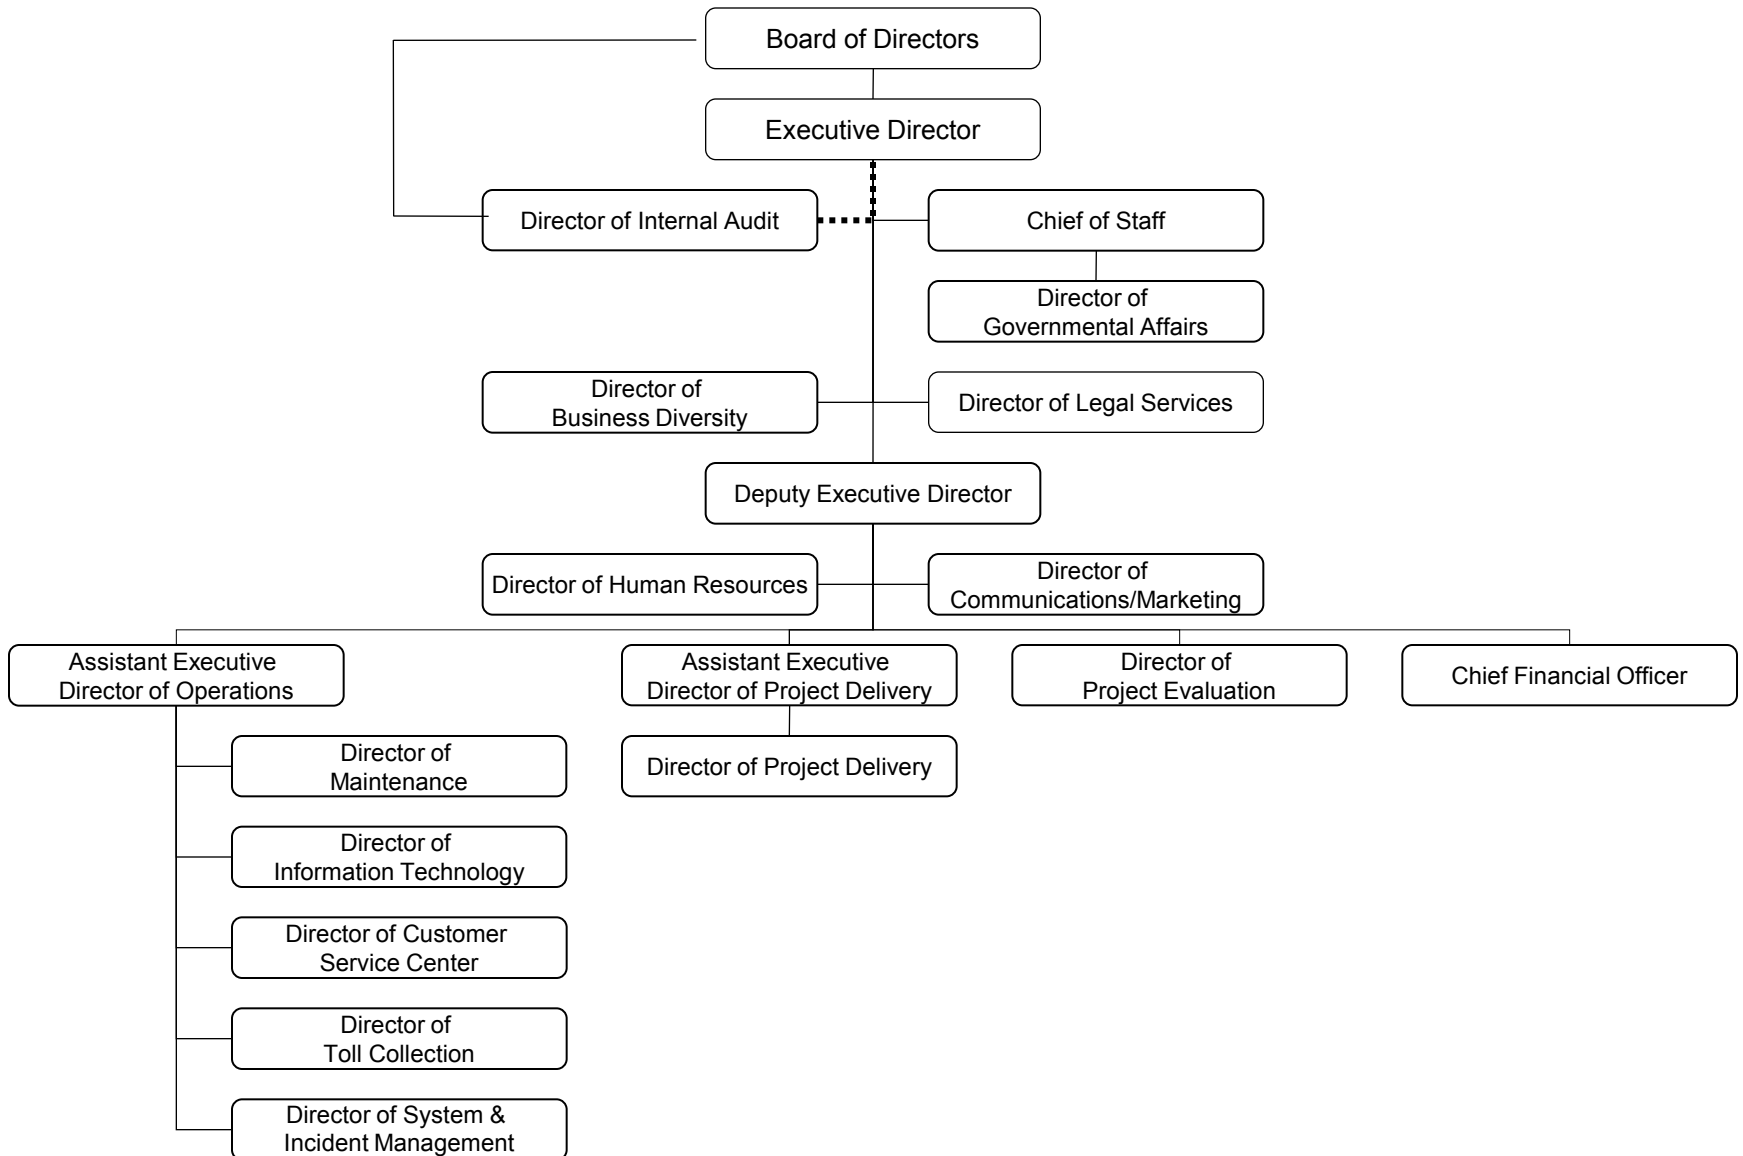 Board of Directors
Executive Director
Director of Internal Audit
Chief of Staff
Director of
Governmental Affairs
Director of
Business Diversity
Director of Legal Services
Deputy Executive Director
Director of Human Resources
Director of
Communications/Marketing
Assistant Executive
Director of Operations
Assistant Executive
Director of Project Delivery
Director of
Project Evaluation
Chief Financial Officer
Director of
Maintenance
Director of Project Delivery
Director of
Information Technology
Director of Customer
Service Center
Director of
Toll Collection
Director of System &
Incident Management